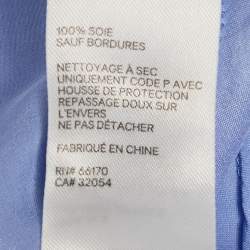 100% SOIE
SAUF BORDURES
NETTOYAGE À SEC
UNIQUEMENT CODE P AVEC
HOUSSE DE PROTECTION
REPASSAGE DOUX SUR
L'ENVERS
NE PAS DÉTACHER
FABRIQUÉ EN CHINE
RN# 66170
CA# 32054